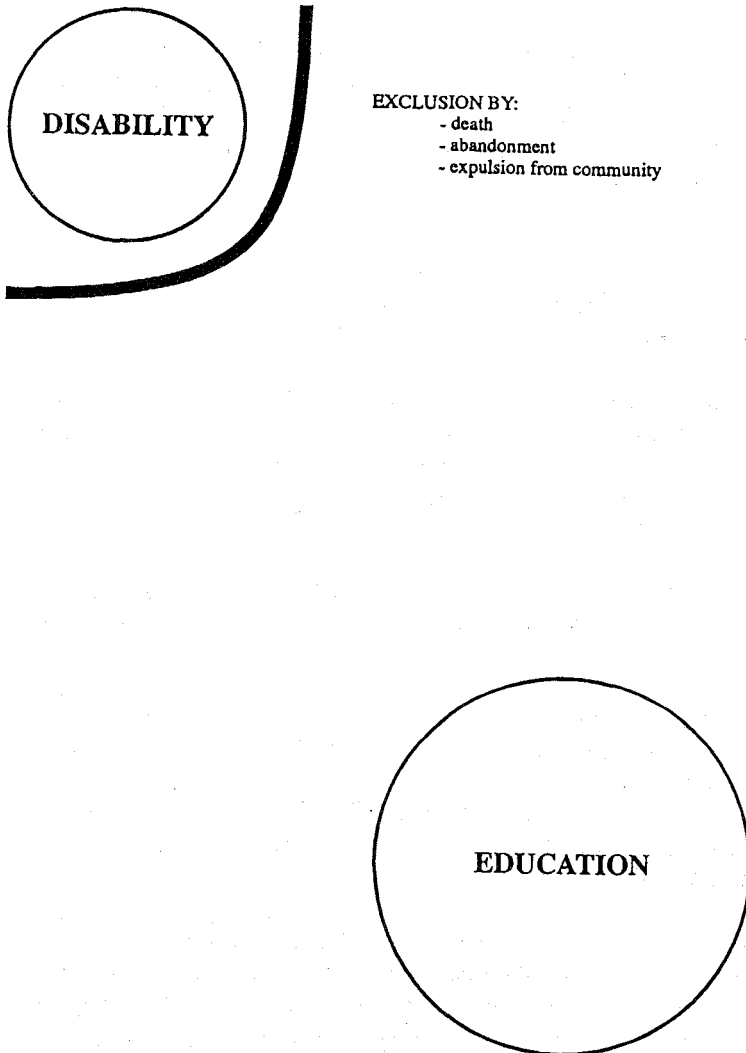 DISABILITY
EXCLUSION BY:
- death
- abandonment
- expulsion from community
EDUCATION